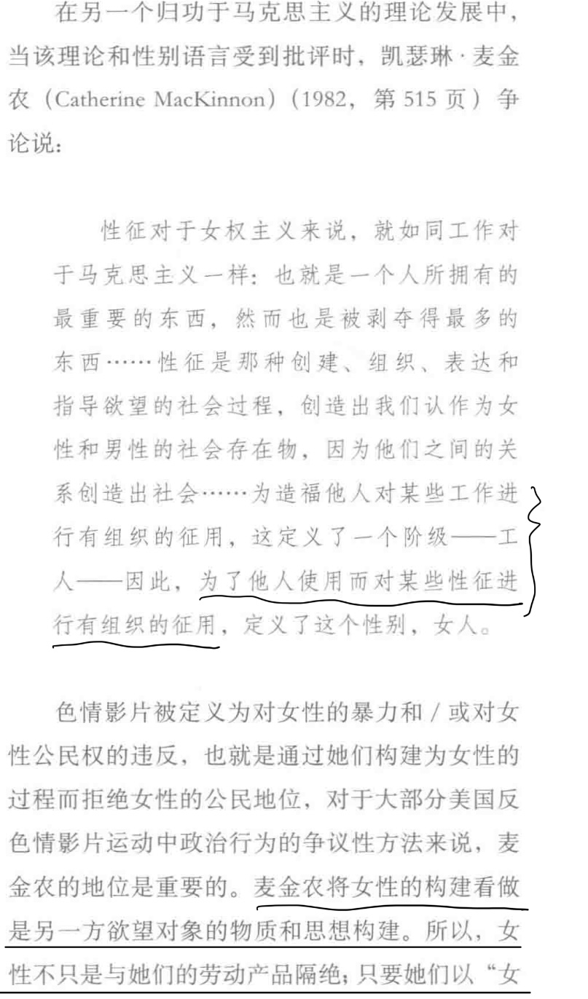 在另一个归功于马克思主义的理论发展中，
当该理论和性别语言受到批评时，凯瑟琳·麦金
农（Catherine MacKinnon）（1982，第 515 页）争
论说：
性征对于女权主义来说，就如同工作对
于马克思主义一样：也就是一个人所拥有的
最重要的东西，然而也是被剥夺得最多的
东西……性征是那种创建、组织、表达和
指导欲望的社会过程，创造出我们认作为女
性和男性的社会存在物，因为他们之间的关
系创造出社会……为造福他人对某些工作进
行有组织的征用，这定义了一个阶级——工
人——因此，为了他人使用而对某些性征进
行有组织的征用，定义了这个性别，女人。
色情影片被定义为对女性的暴力和 / 或对女
性公民权的违反，也就是通过她们构建为女性的
过程而拒绝女性的公民地位，对于大部分美国反
色情影片运动中政治行为的争议性方法来说，麦
金农的地位是重要的。麦金农将女性的构建看做
是另一方欲望对象的物质和思想构建。所以，女
性不只是与她们的劳动产品隔绝；只要她们以“女